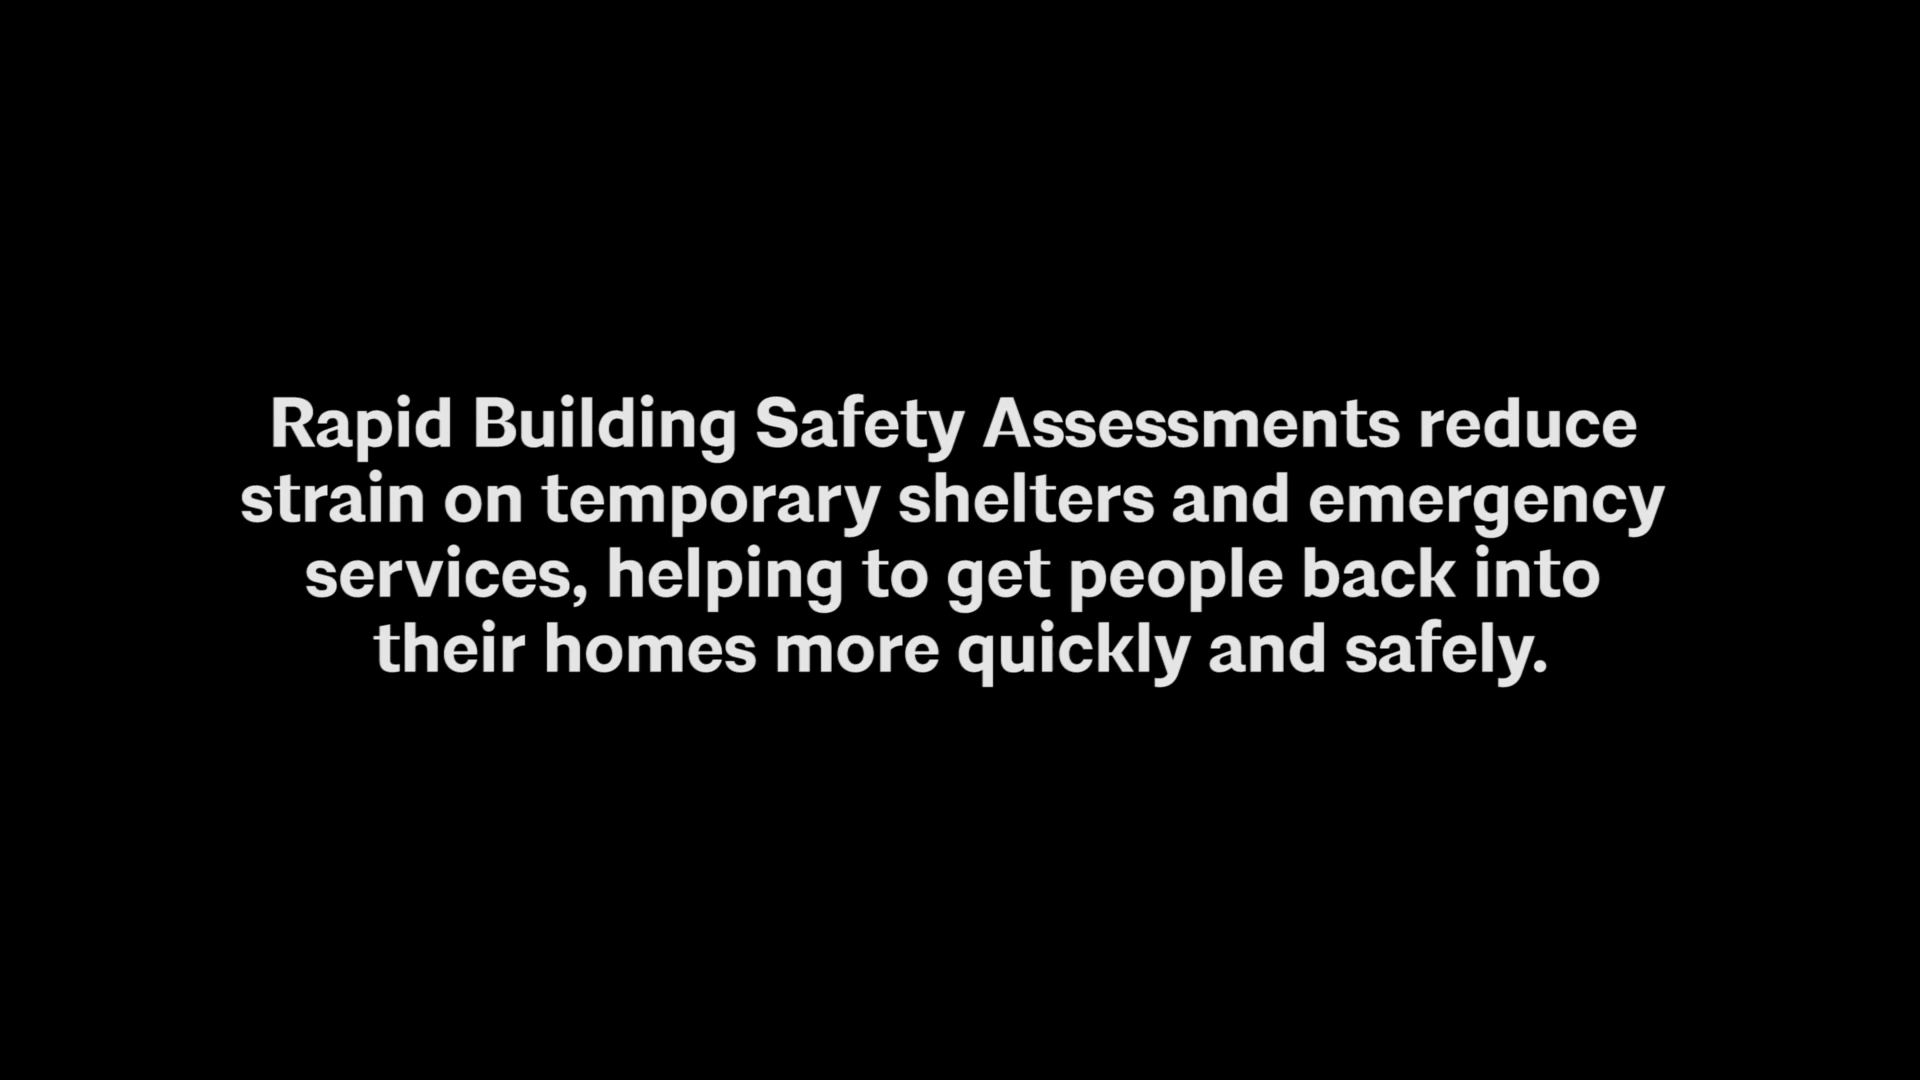 Rapid Building Safety Assessments reduce
strain on temporary shelters and emergency
services, helping to get people back into
their homes more quickly and safely.